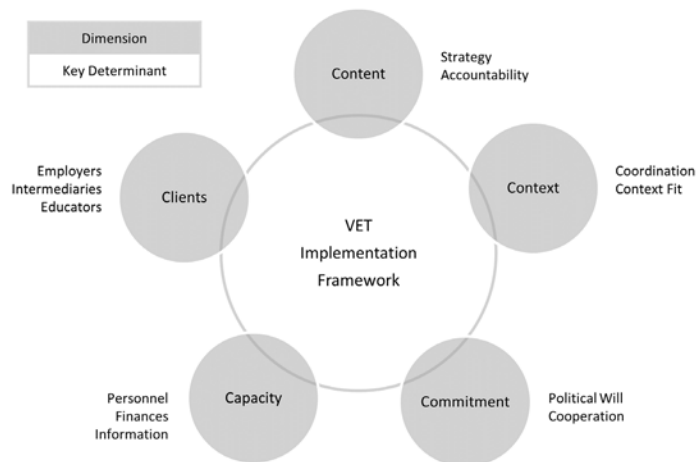 Dimension
Key Determinant
Content
Strategy
Accountability
Context
Coordination
Context Fit
Commitment
Political Will
Cooperation
Capacity
Personnel
Finances
Information
Clients
Employers
Intermediaries
Educators
VET
Implementation
Framework